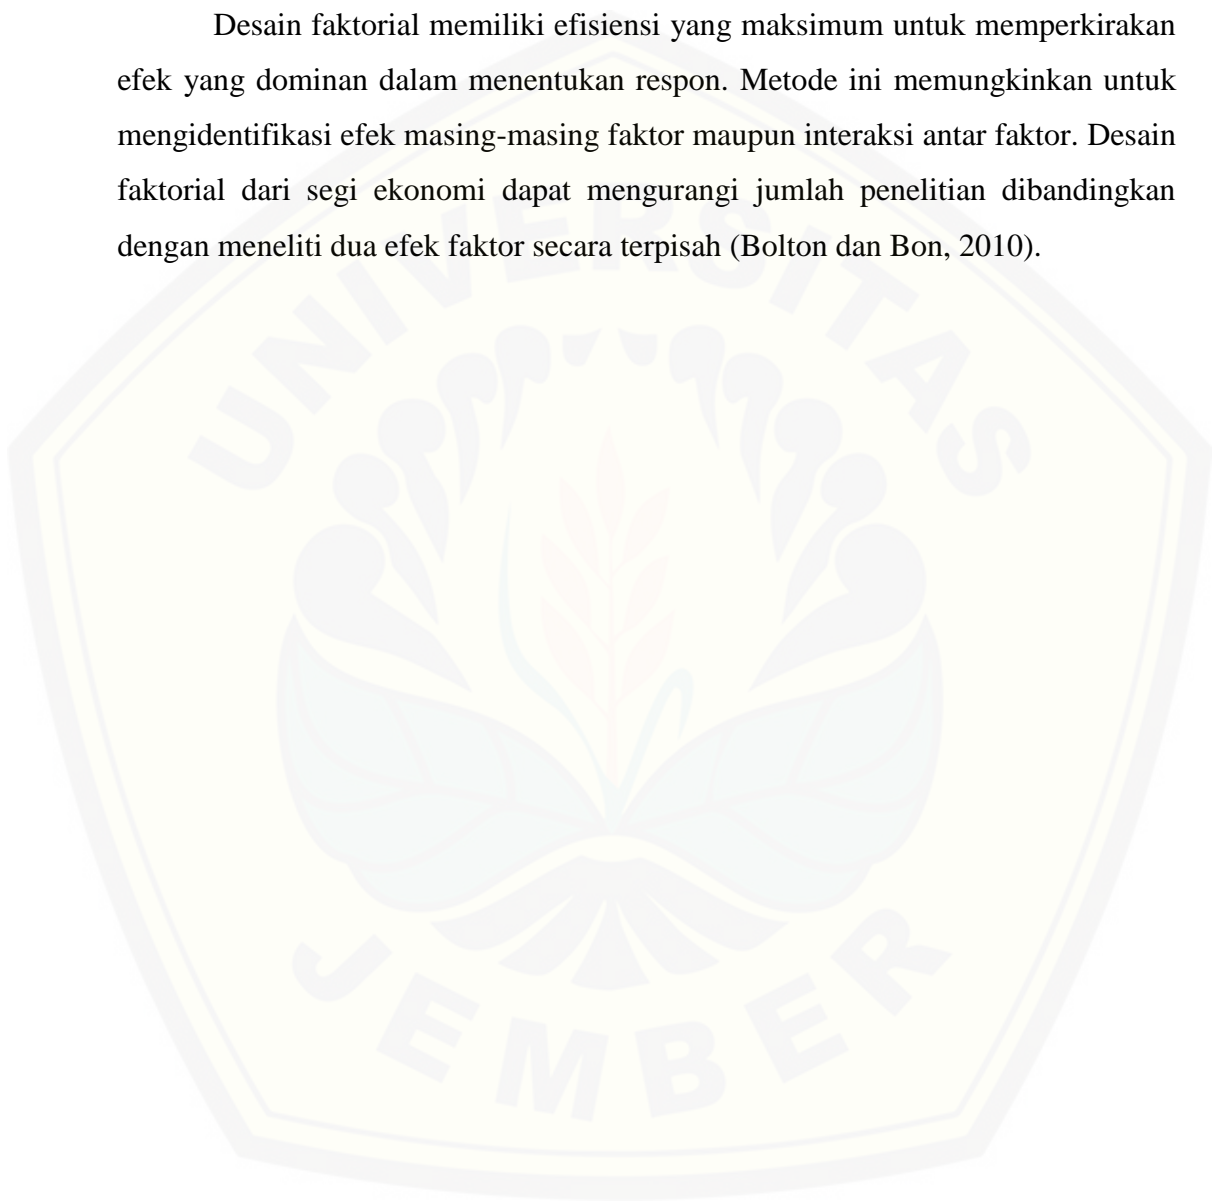 Desain faktorial memiliki efisiensi yang maksimum untuk memperkirakan
efek yang dominan dalam menentukan respon. Metode ini memungkinkan untuk
mengidentifikasi efek masing-masing faktor maupun interaksi antar faktor. Desain
faktorial dari segi ekonomi dapat mengurangi jumlah penelitian dibandingkan
dengan meneliti dua efek faktor secara terpisah (Bolton dan Bon, 2010).
UNIVERSITAS
JEMBER